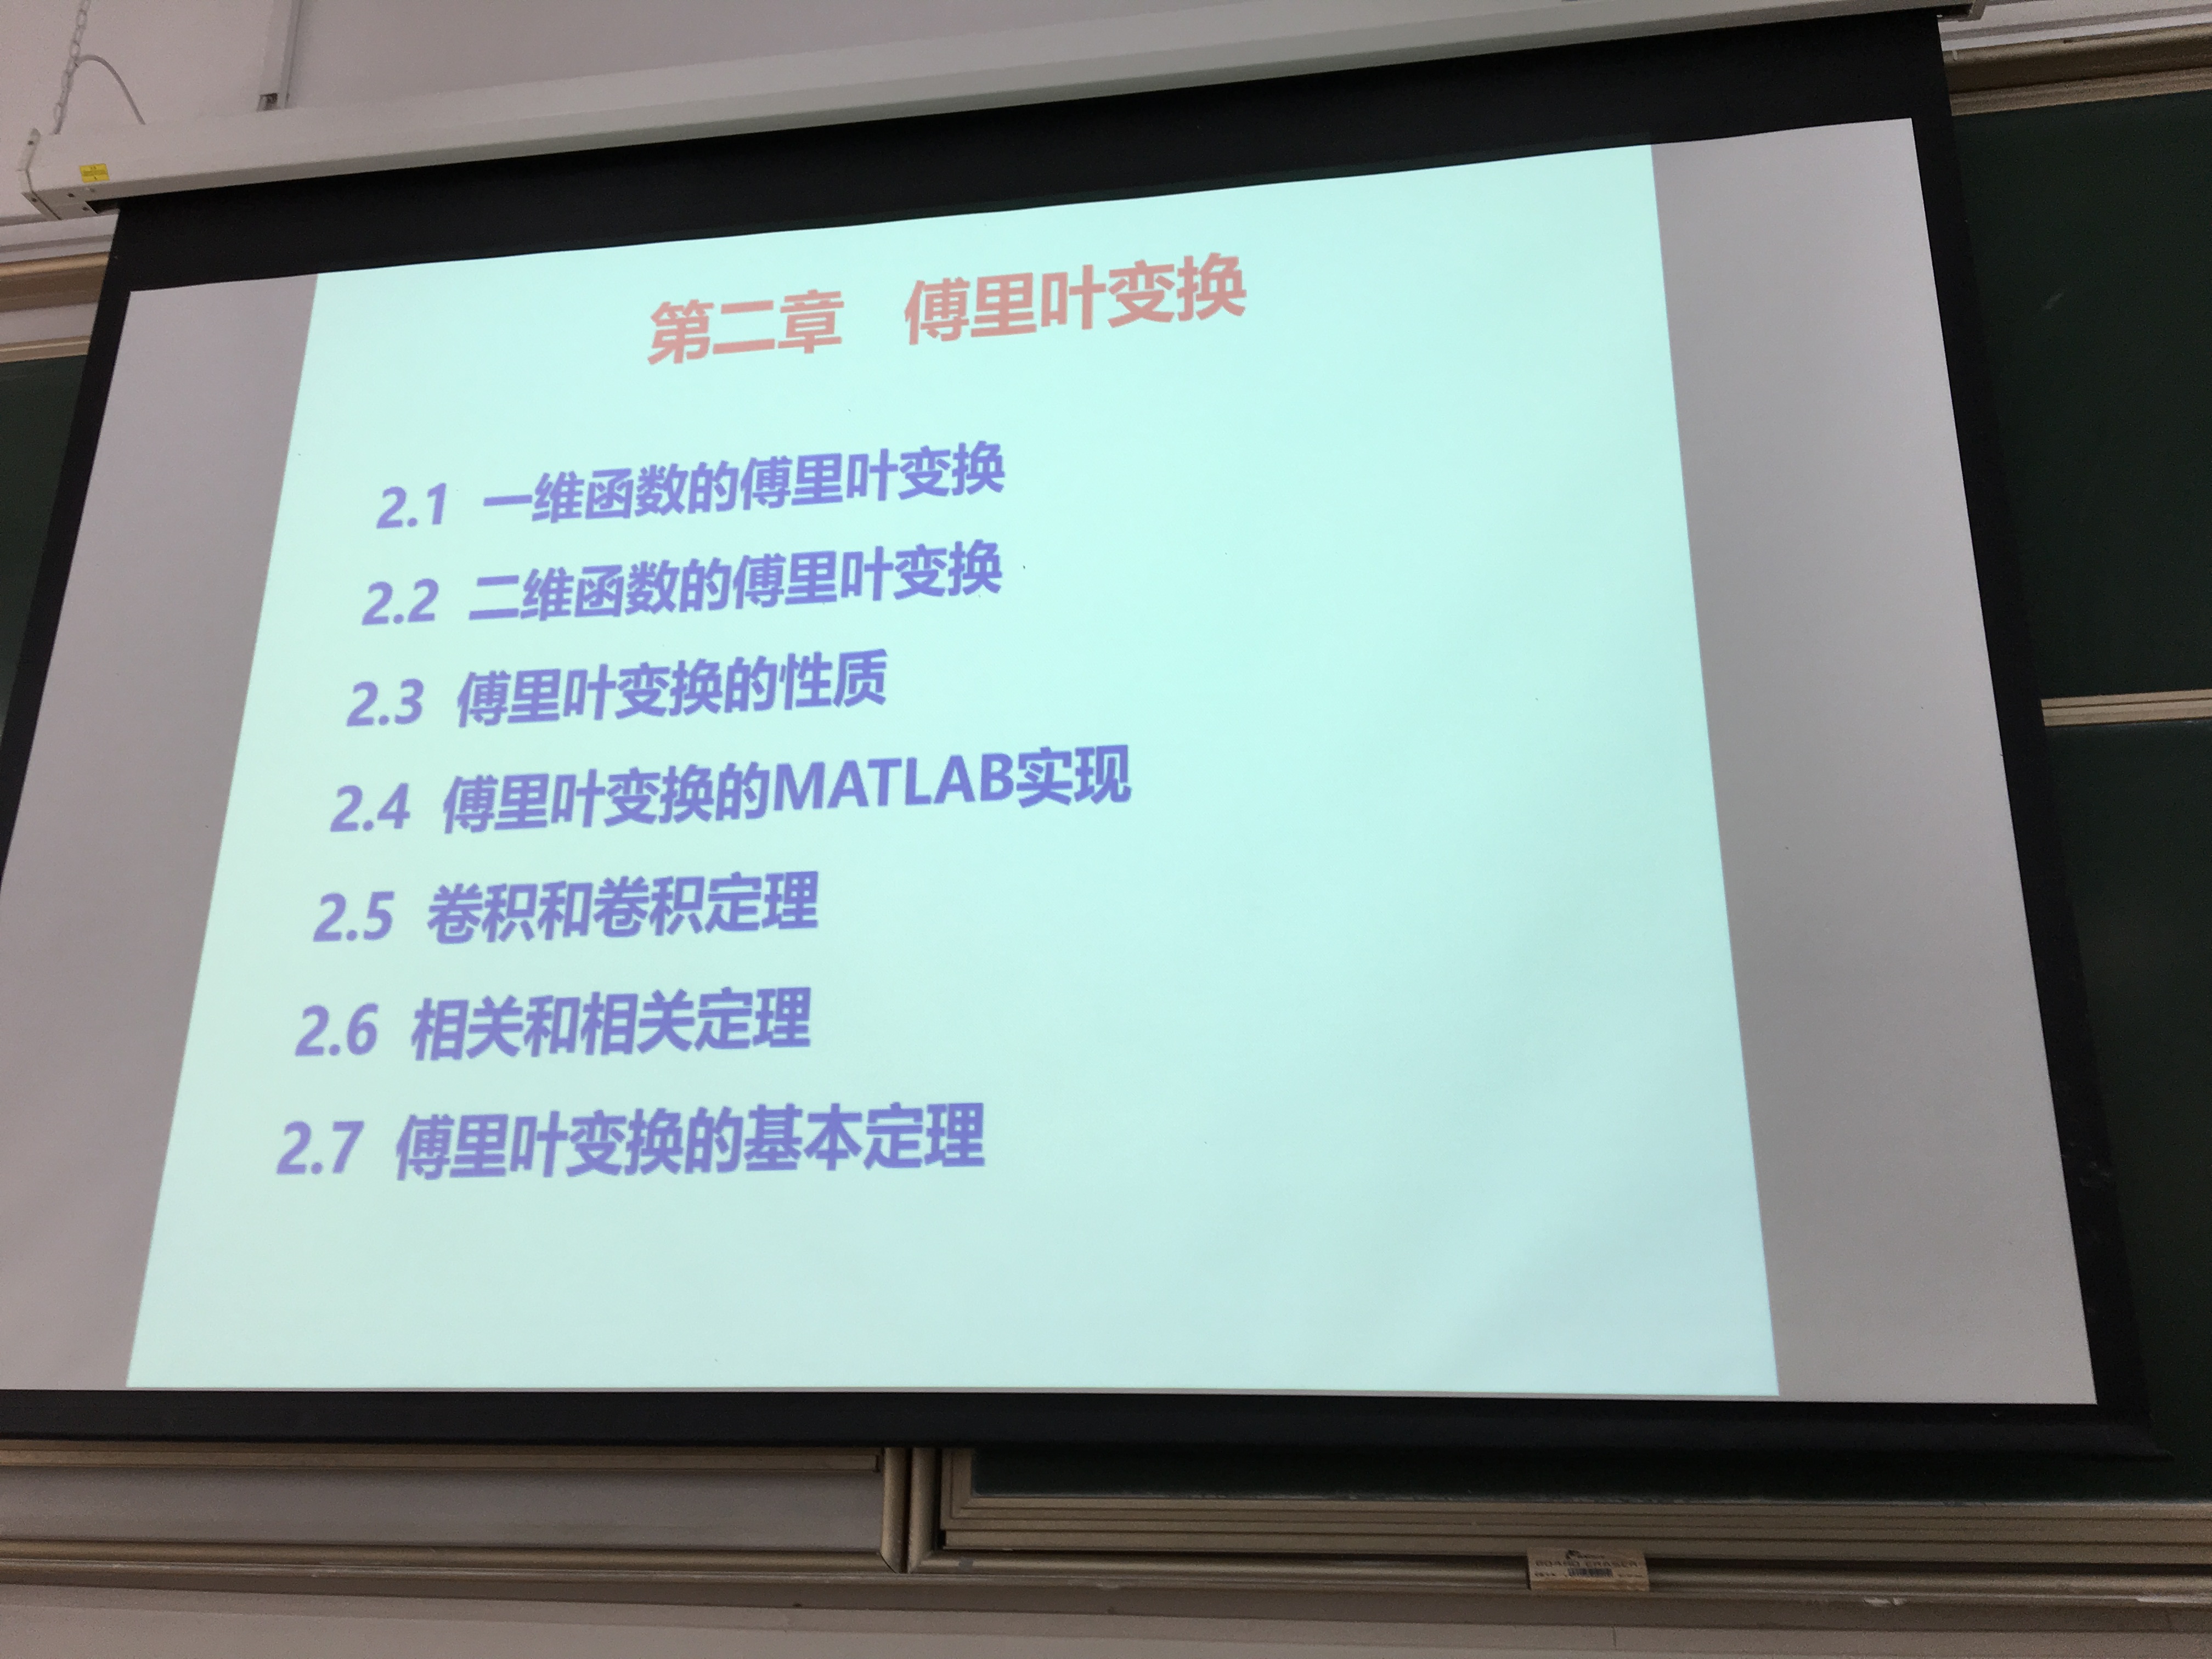 第二章 傅里叶变换
2.1 一维函数的傅里叶变换
2.2 二维函数的傅里叶变换
2.3 傅里叶变换的性质
2.4 傅里叶变换的MATLAB实现
2.5 卷积和卷积定理
2.6 相关和相关定理
2.7 傅里叶变换的基本定理
BOARD ERASER